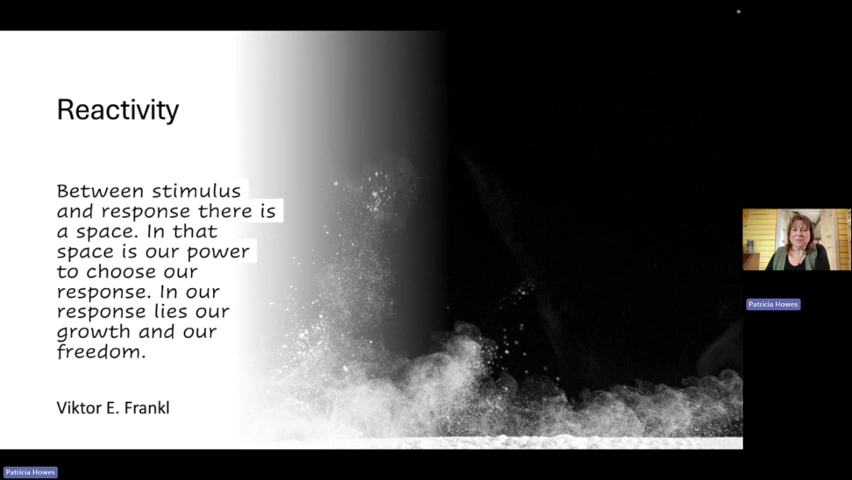 Reactivity
Between stimulus
and response there is
a space. In that
space is our power
to choose our
response. In our
response lies our
growth and our
freedom.
Viktor E. Frankl
Patricia Howes
Patricia Howes